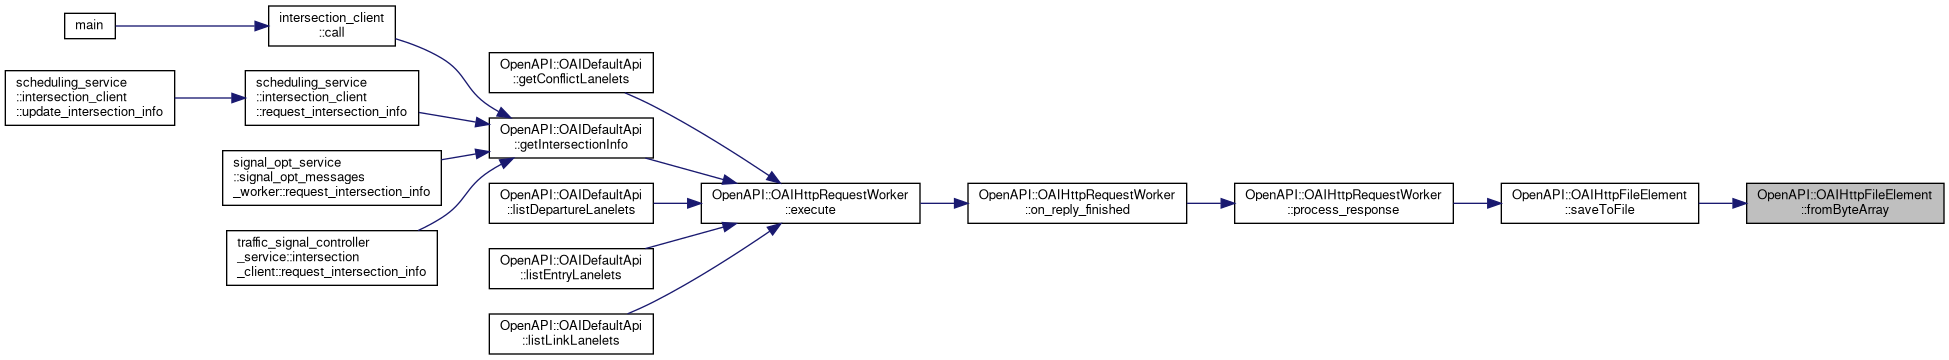 main
intersection_client
::call
scheduling_service
::intersection_client
::update_intersection_info
scheduling_service
::intersection_client
::request_intersection_info
signal_opt_service
::signal_opt_messages
_worker::request_intersection_info
traffic_signal_controller
_service::intersection
_client::request_intersection_info
OpenAPI::OAIDefaultApi
::getConflictLanelets
OpenAPI::OAIDefaultApi
::getIntersectionInfo
OpenAPI::OAIDefaultApi
::listDepartureLanelets
OpenAPI::OAIDefaultApi
::listEntryLanelets
OpenAPI::OAIDefaultApi
::listLinkLanelets
OpenAPI::OAIHttpRequestWorker
::execute
OpenAPI::OAIHttpRequestWorker
::on_reply_finished
OpenAPI::OAIHttpRequestWorker
::process_response
OpenAPI::OAIHttpFileElement
::saveToFile
OpenAPI::OAIHttpFileElement
::fromByteArray